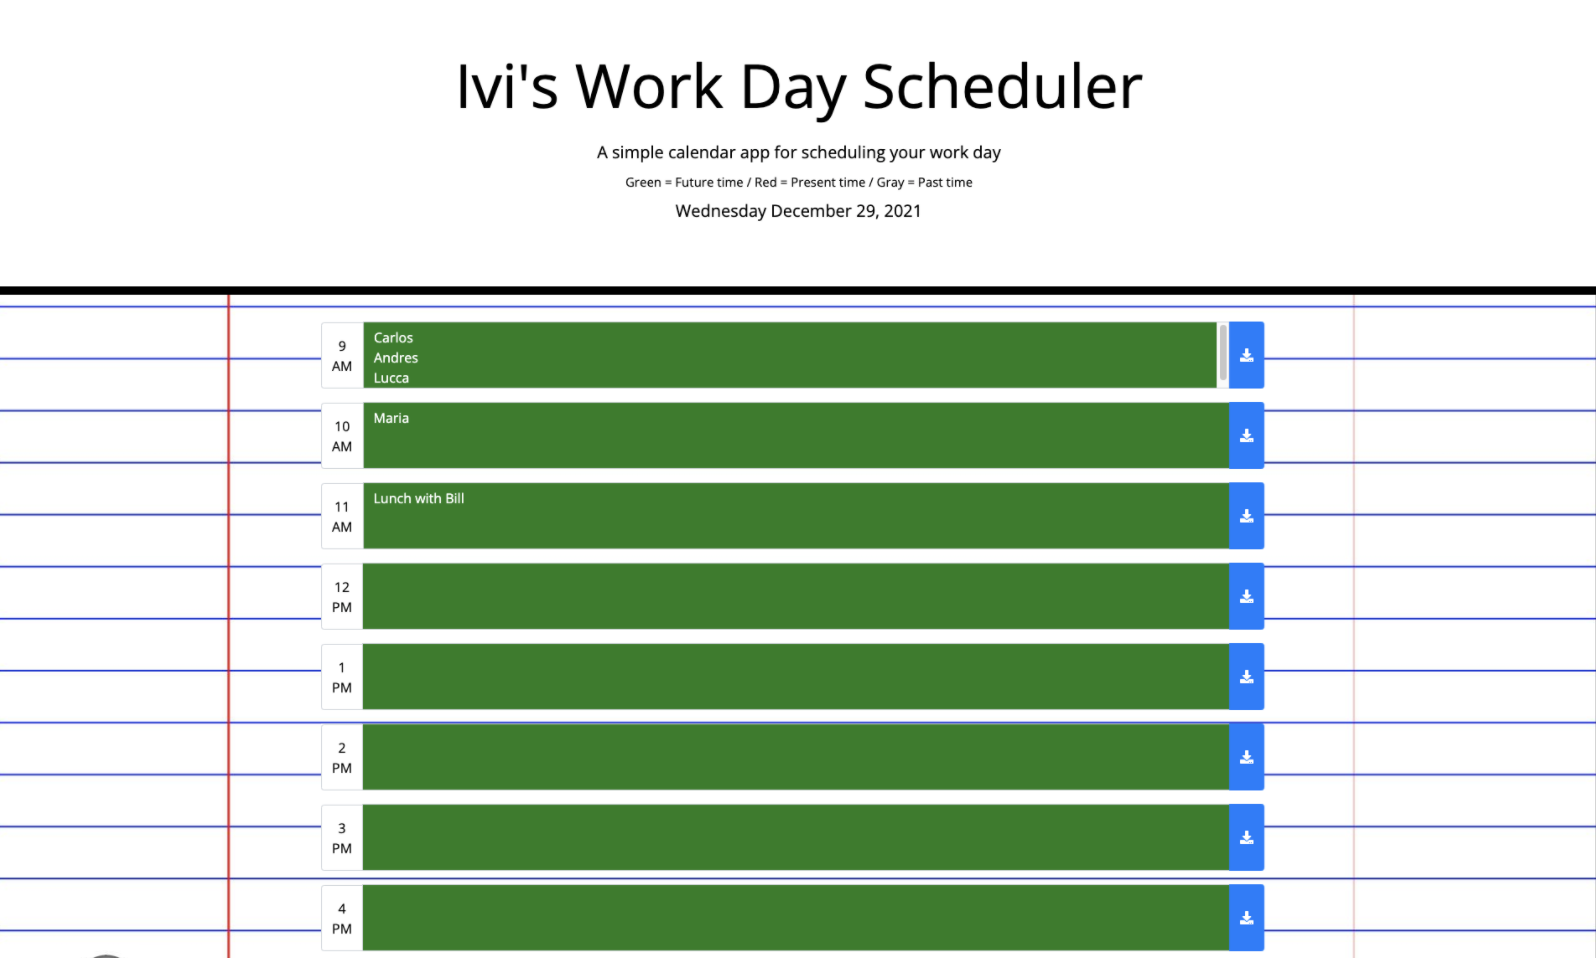 Ivi's Work Day Scheduler
A simple calendar app for scheduling your work day
Green = Future time / Red = Present time / Gray = Past time
Wednesday December 29, 2021
9
AM
Carlos
Andres
Lucca
10
AM
Maria
11
AM
Lunch with Bill
12
PM
1
PM
2
PM
3
PM
4
PM